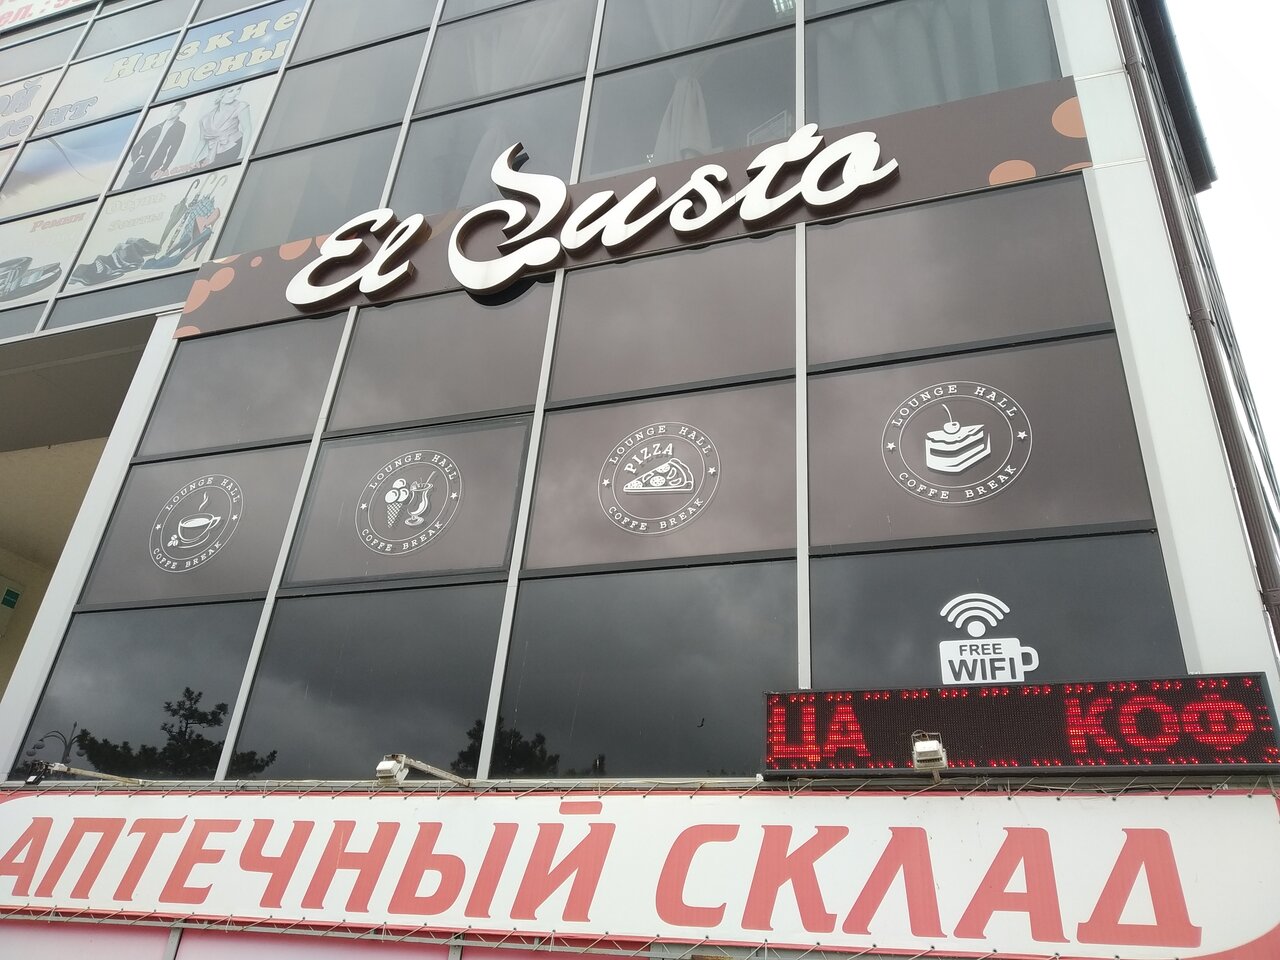 Низкие
цены
Ремни
El Gusto
LOUNGE HALL
COFFE BREAK
LOUNGE HALL
COFFE BREAK
LOUNGE HALL
PIZZA
COFFE BREAK
LOUNGE HALL
COFFE BREAK
FREE
WIFI
ЦА КОФ
АПТЕЧНЫЙ СКЛАД